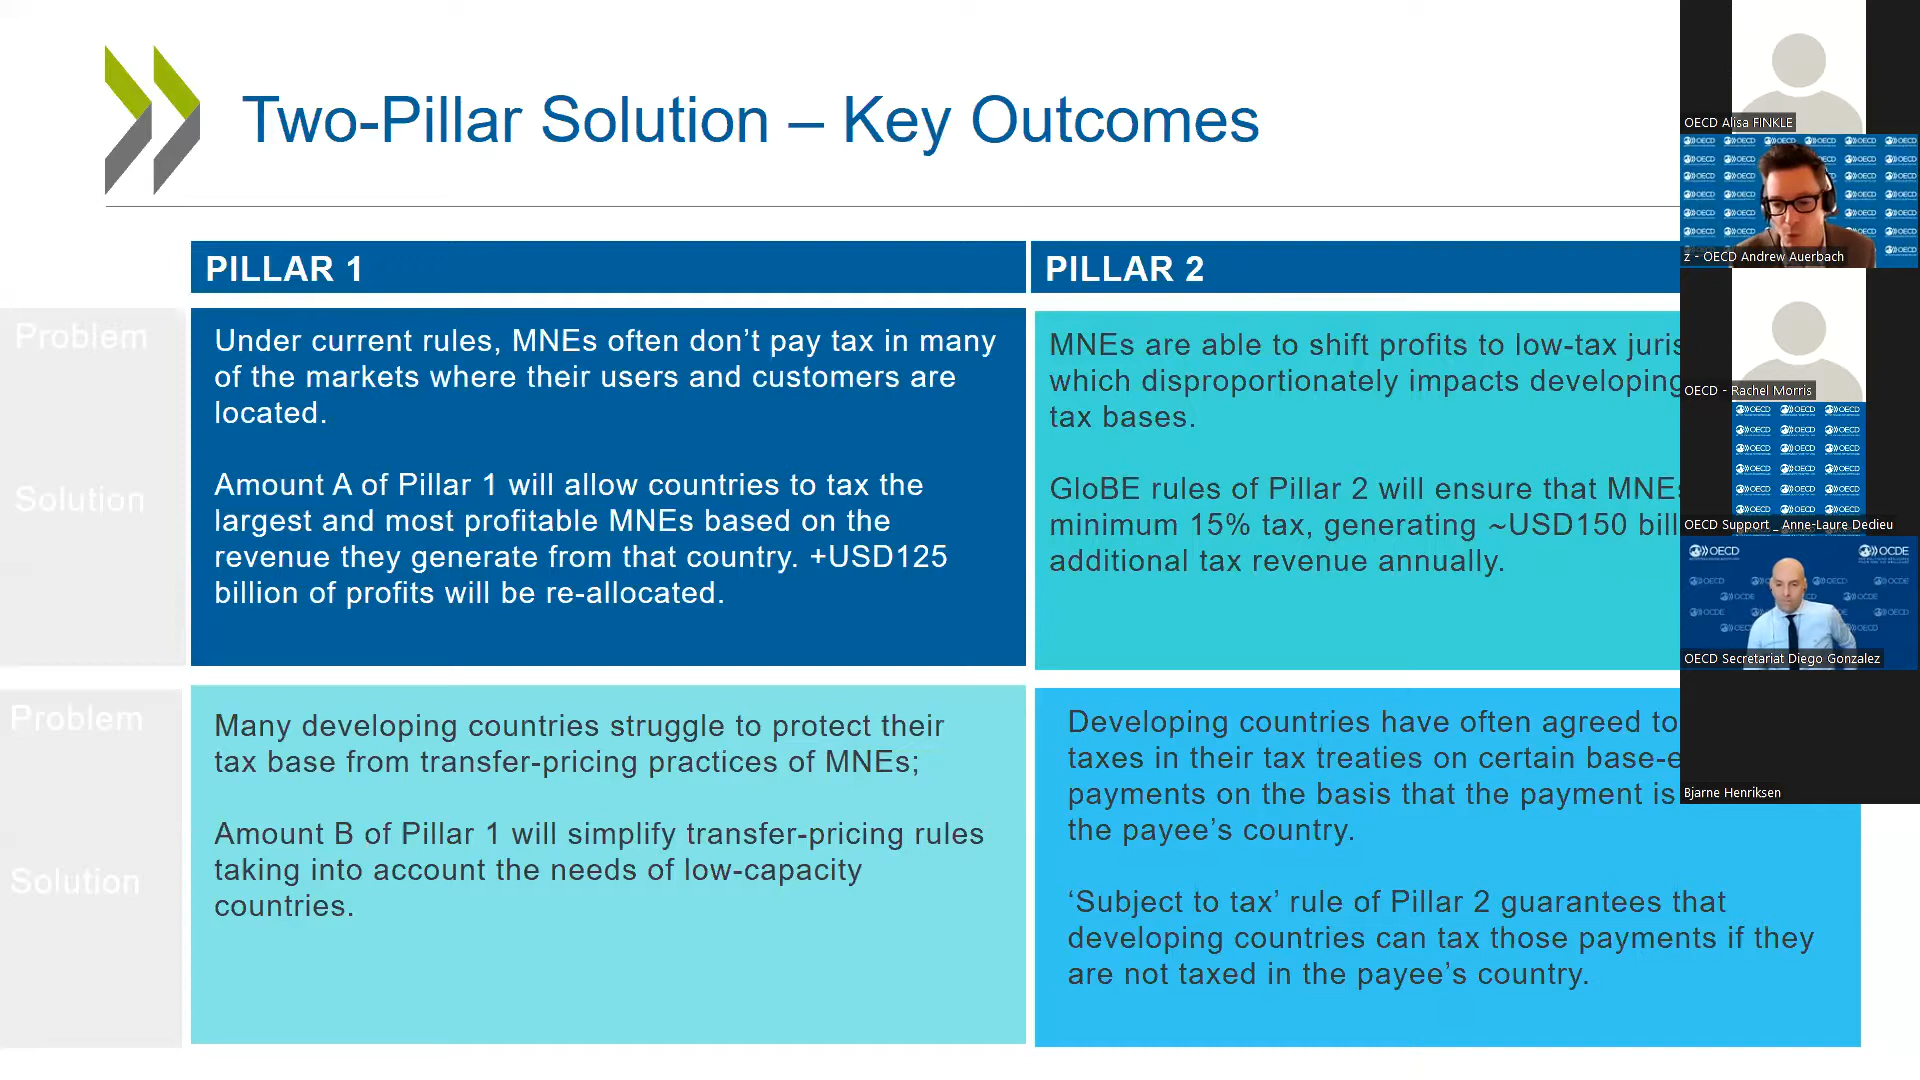 Two-Pillar Solution – Key Outcomes
PILLAR 1
PILLAR 2
Problem
Under current rules, MNEs often don’t pay tax in many
of the markets where their users and customers are
located.
Solution
Amount A of Pillar 1 will allow countries to tax the
largest and most profitable MNEs based on the
revenue they generate from that country. +USD125
billion of profits will be re-allocated.
MNEs are able to shift profits to low-tax
which disproportionately impacts developing
tax bases.
GloBE rules of Pillar 2 will ensure that
minimum 15% tax, generating ~USD150
additional tax revenue annually.
Problem
Many developing countries struggle to protect their
tax base from transfer-pricing practices of MNEs;
Solution
Amount B of Pillar 1 will simplify transfer-pricing rules
taking into account the needs of low-capacity
countries.
Developing countries have often agreed to
taxes in their tax treaties on certain
payments on the basis that the payment is
the payee’s country.
‘Subject to tax’ rule of Pillar 2 guarantees that
developing countries can tax those payments if they
are not taxed in the payee’s country.
OECD Alisa FINKLE
z - OECD Andrew Auerbach
OECD - Rachel Morris
OECD Support _ Anne-Laure Dedieu
OECD
OCDE
OECD Secretariat Diego Gonzalez
Bjarne Henriksen